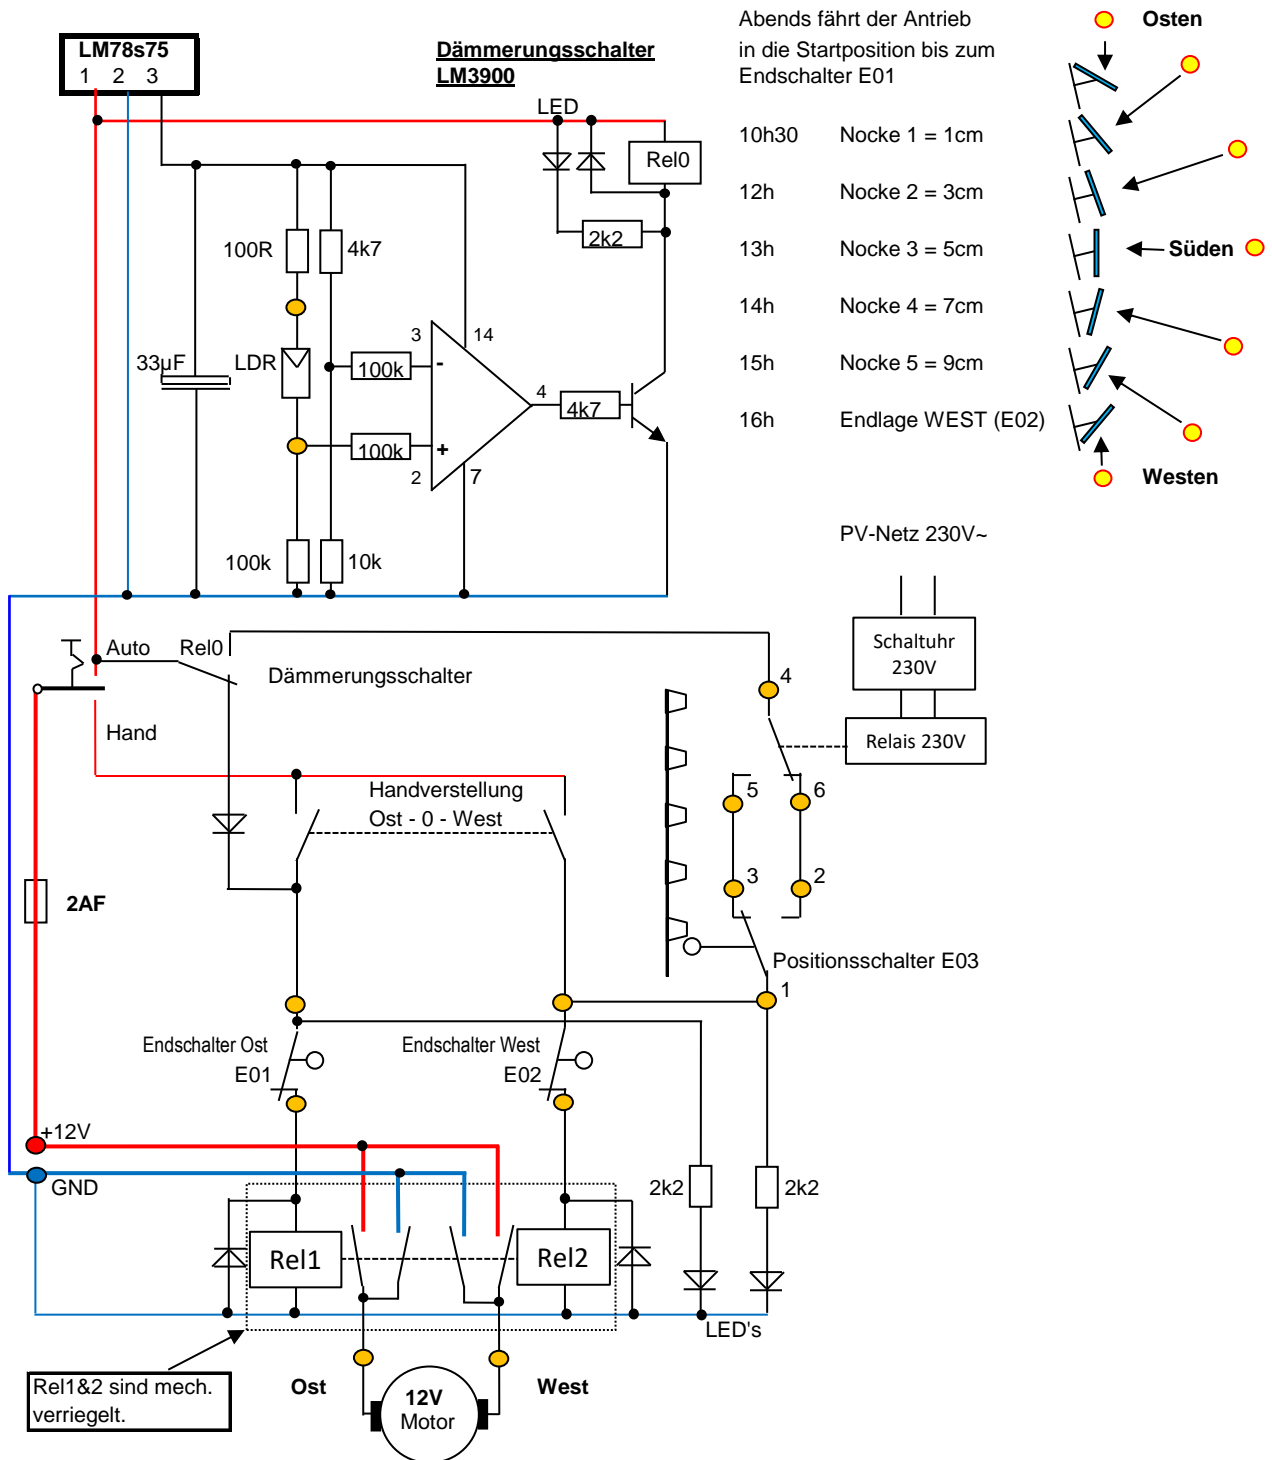 LM78s75
1 2 3
Dämmerungsschalter
LM3900
LED
Rel0
2k2
100R
4k7
33µF
LDR
3
14
100k
-
4
4k7
100k
+
2
7
100k
10k
Abends fährt der Antrieb
in die Startposition bis zum
Endschalter E01
10h30 Nocke 1 = 1cm
12h Nocke 2 = 3cm
13h Nocke 3 = 5cm
14h Nocke 4 = 7cm
15h Nocke 5 = 9cm
16h Endlage WEST (E02)
Osten
Süden
Westen
PV-Netz 230V~
Schaltuhr
230V
Relais 230V
Auto
Rel0
Dämmerungsschalter
Hand
4
5
6
3
2
Handverstellung
Ost - 0 - West
2AF
Positionsschalter E03
1
Endschalter Ost
E01
Endschalter West
E02
+12V
GND
2k2
2k2
Rel1
Rel2
LED's
Rel1&2 sind mech.
verriegelt.
Ost
West
12V
Motor